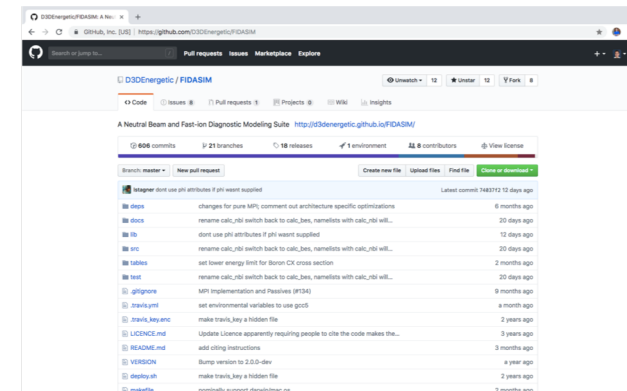 D3DEnergetic/FIDASIM: A Neu
GitHub, Inc. [US] | https://github.com/D3DEnergetic/FIDASIM
Search or jump to... / Pull requests Issues Marketplace Explore
D3DEnergetic / FIDASIM Unwatch 12 Unstar 12 Fork 8
Code Issues 8 Pull requests 1 Projects 0 Wiki Insights
A Neutral Beam and Fast-ion Diagnostic Modeling Suite http://d3denergetic.github.io/FIDASIM/
606 commits 21 branches 18 releases 1 environment 8 contributors View license
Branch: master New pull request Create new file Upload files Find file Clone or download
lstagner dont use phi attributes if phi wasnt supplied Latest commit 7483712 12 days ago
deps changes for pure MPI; comment out architecture specific optimizations 6 months ago
docs rename calc_nbi switch back to calc_bes, namelists with calc_nbi will... 20 days ago
lib dont use phi attributes if phi wasnt supplied 12 days ago
src rename calc_nbi switch back to calc_bes, namelists with calc_nbi will... 20 days ago
tables set lower energy limit for Boron CX cross section 2 months ago
test rename calc_nbi switch back to calc_bes, namelists with calc_nbi will... 20 days ago
.gitignore MPI Implementation and Passives (#134) 9 months ago
.travis.yml set environmental variables to use gcc5 a month ago
.travis_key.enc make travis_key a hidden file 2 years ago
LICENCE.md Update Licence apparently requiring people to cite the code makes the... 3 years ago
README.md add citing instructions 3 months ago
VERSION Bump version to 2.0.0-dev a year ago
deploy.sh make travis_key a hidden file 2 years ago
makefile nominally support darwin/mac os 2 months ago